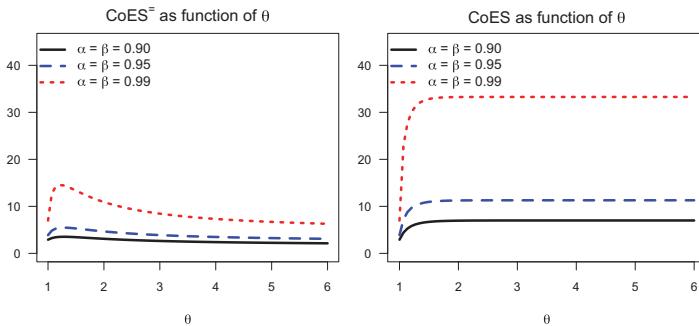 CoES⁼ as function of θ
α = β = 0.90
α = β = 0.95
α = β = 0.99
40
30
20
10
0
1 2 3 4 5 6
θ
CoES as function of θ
α = β = 0.90
α = β = 0.95
α = β = 0.99
40
30
20
10
0
1 2 3 4 5 6
θ